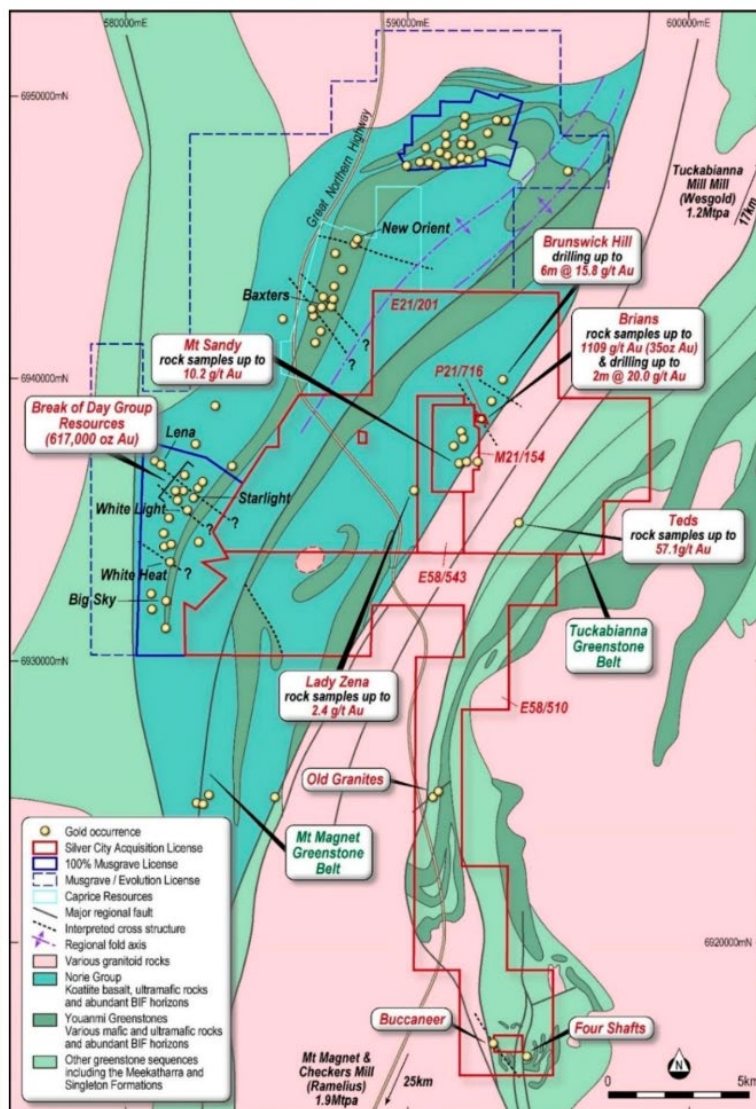 580000mE
590000mE
600000mE
6950000mN
Great Northern Highway
Tuckabianna
Mill Mill
(Wesgold)
1.2Mtpa
17km
New Orient
Brunswick Hill
drilling up to
6m @ 15.8 g/t Au
Baxters
E21/201
?
?
Mt Sandy
rock samples up to
10.2 g/t Au
Brians
rock samples up to
1109 g/t Au (35oz Au)
& drilling up to
2m @ 20.0 g/t Au
6940000mN
P21/716
Break of Day Group
Resources
(617,000 oz Au)
Lena
M21/154
Starlight
White Light
?
?
Teds
rock samples up to
57.1g/t Au
White Heat
?
E58/543
Big Sky
Tuckabianna
Greenstone
Belt
6930000mN
Lady Zena
rock samples up to
2.4 g/t Au
E58/510
Old Granites
Mt Magnet
Greenstone
Belt
Gold occurrence
Silver City Acquisition License
100% Musgrave License
Musgrave / Evolution License
Caprice Resources
Major regional fault
Interpreted cross structure
Regional fold axis
Various granitoid rocks
Norie Group
Koatiite basalt, ultramafic rocks
and abundant BIF horizons
Youanmi Greenstones
Various mafic and ultramafic rocks
and abundant BIF horizons
Other greenstone sequences
including the Meekatharra and
Singleton Formations
6920000mN
Buccaneer
Four Shafts
Mt Magnet &
Checkers Mill
(Ramelius)
1.9Mtpa
25km
N
0
5km